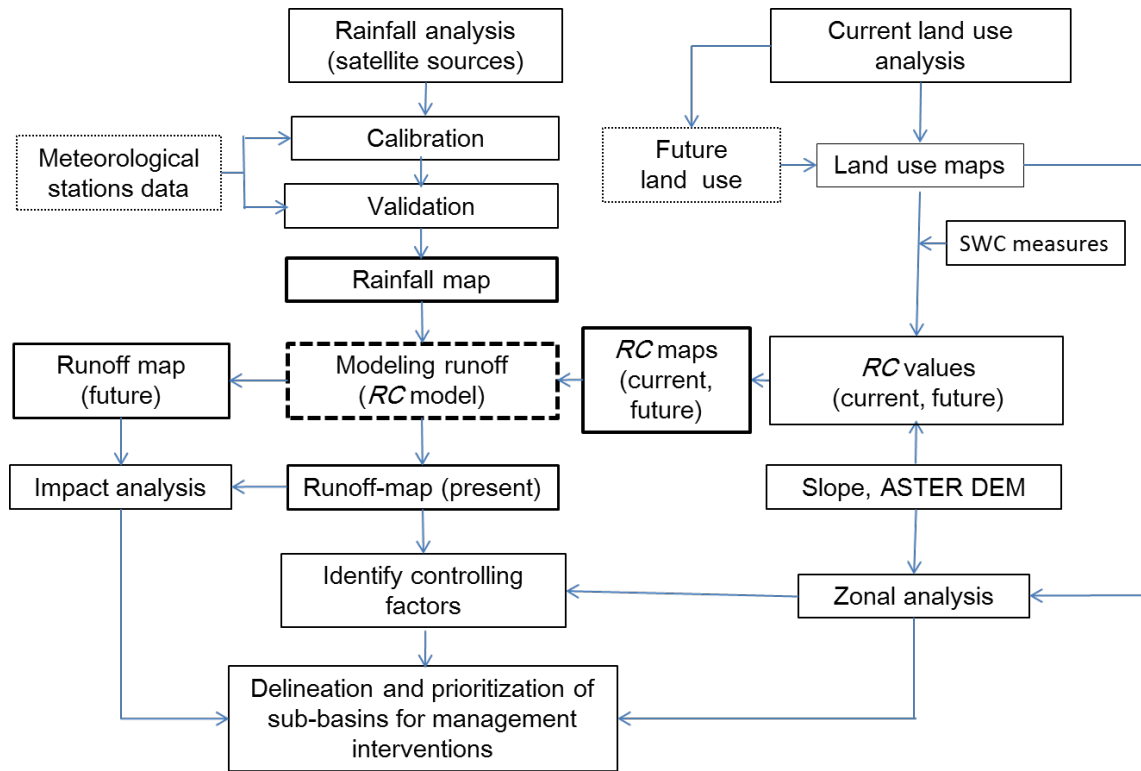 Rainfall analysis
(satellite sources)
Current land use
analysis
Calibration
Meteorological
stations data
Future
land use
Land use maps
Validation
SWC measures
Rainfall map
Runoff map
(future)
Modeling runoff
(RC model)
RC maps
(current,
future)
RC values
(current, future)
Impact analysis
Runoff-map (present)
Slope, ASTER DEM
Identify controlling
factors
Zonal analysis
Delineation and prioritization of
sub-basins for management
interventions